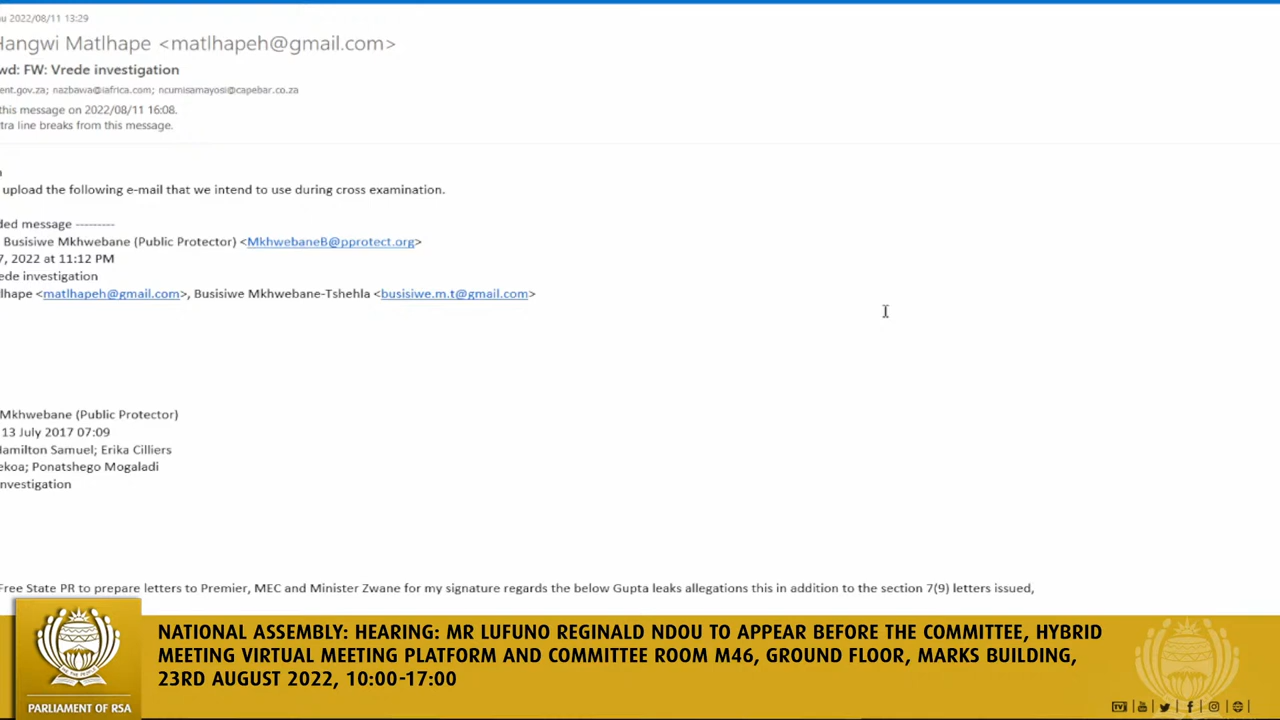 2022/08/11 13:29
Hangwi Matlhape <matlhapeh@gmail.com>
wd: FW: Vrede investigation
ent.gov.za; nazbawa@iafrica.com; ncumisamayosi@capebar.co.za
this message on 2022/08/11 16:08.
tra line breaks from this message.
upload the following e-mail that we intend to use during cross examination.
ded message ---------
Busisiwe Mkhwebane (Public Protector) <MkhwebaneB@pprotect.org>
7, 2022 at 11:12 PM
ede investigation
lhape <matlhapeh@gmail.com>, Busisiwe Mkhwebane-Tshehla <busisiwe.m.t@gmail.com>
Mkhwebane (Public Protector)
13 July 2017 07:09
Hamilton Samuel; Erika Cilliers
ekoa; Ponatshego Mogaladi
nvestigation
Free State PR to prepare letters to Premier, MEC and Minister Zwane for my signature regards the below Gupta leaks allegations this in addition to the section 7(9) letters issued,
NATIONAL ASSEMBLY: HEARING: MR LUFUNO REGINALD NDOU TO APPEAR BEFORE THE COMMITTEE, HYBRID
MEETING VIRTUAL MEETING PLATFORM AND COMMITTEE ROOM M46, GROUND FLOOR, MARKS BUILDING,
23RD AUGUST 2022, 10:00-17:00
PARLIAMENT OF RSA